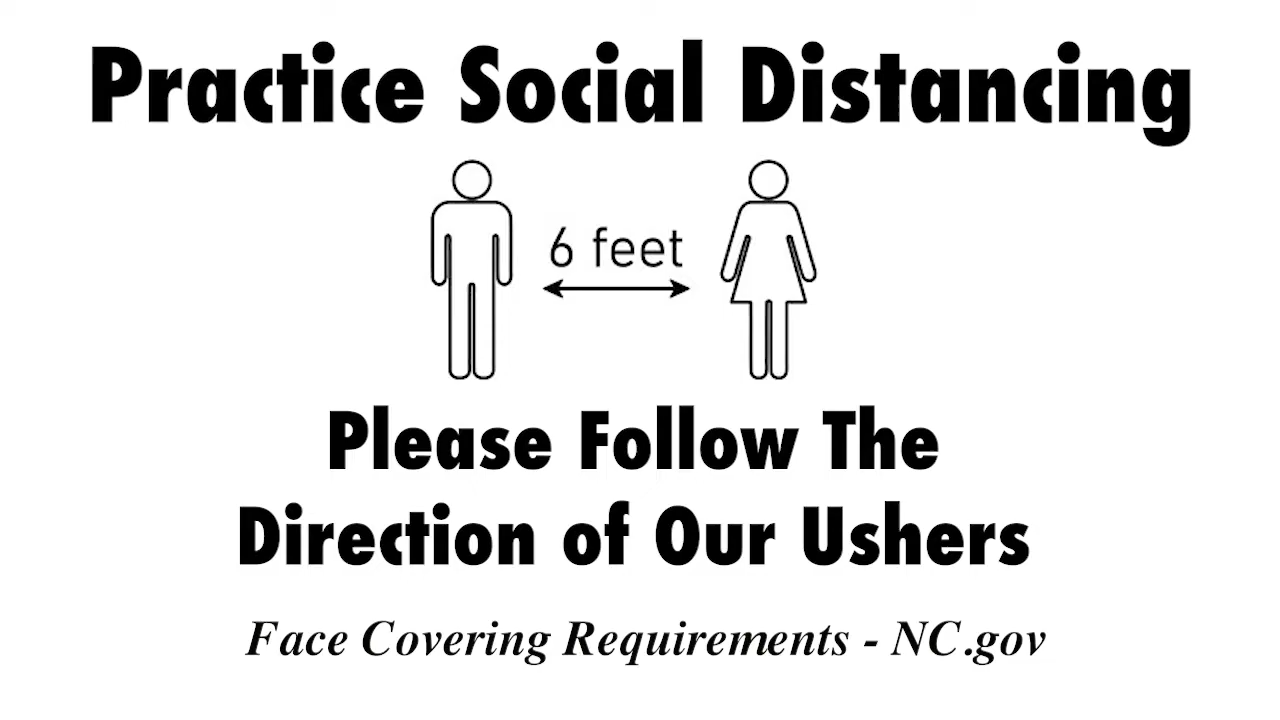 Practice Social Distancing
6 feet
Please Follow The
Direction of Our Ushers
Face Covering Requirements - NC.gov